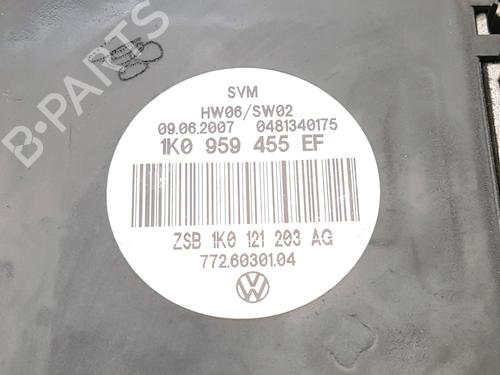 B-PARTS
SVM
HW06/SW02
09.06.2007 0481340175
1K0 959 455 EF
ZSB 1K0 121 203 AG
772.60301.04